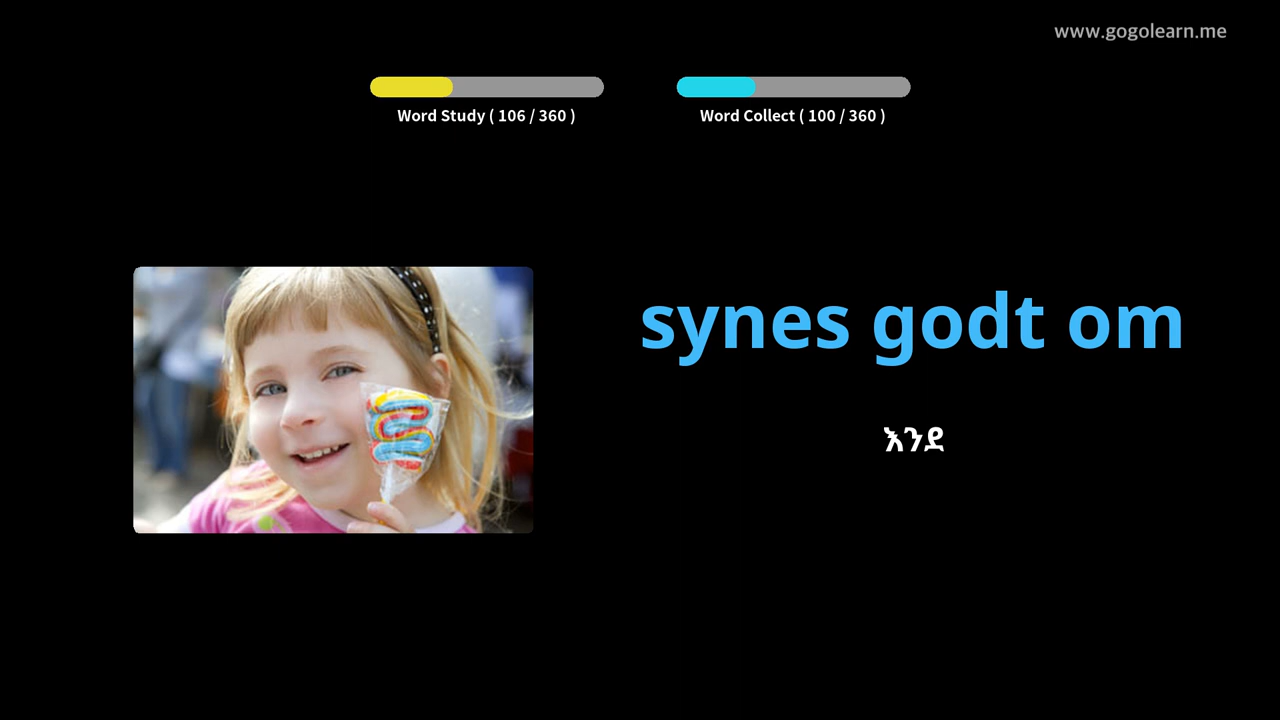 www.gogolearn.me
Word Study ( 106 / 360 )
Word Collect ( 100 / 360 )
synes godt om
እንደ